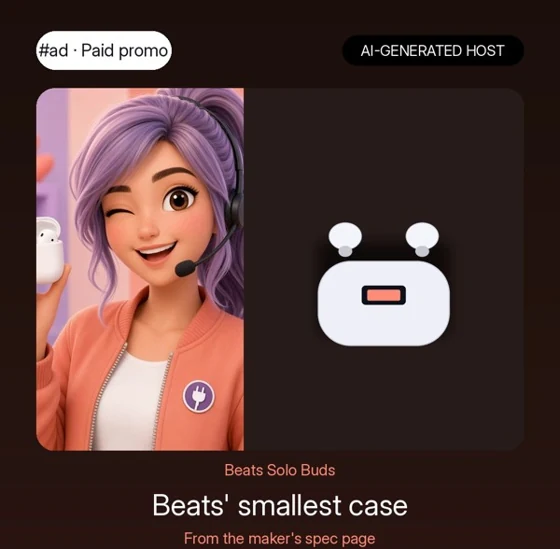 #ad · Paid promo
AI-GENERATED HOST
Beats Solo Buds
Beats' smallest case
From the maker's spec page